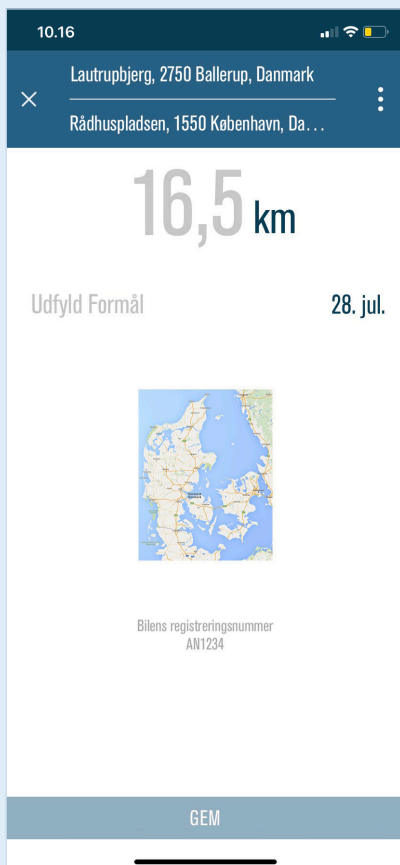 10.16
Lautrupbjerg, 2750 Ballerup, Danmark
Rådhuspladsen, 1550 København, Da...
16,5 km
Udfyld Formål
28. jul.
Bilens registreringsnummer
AN1234
GEM